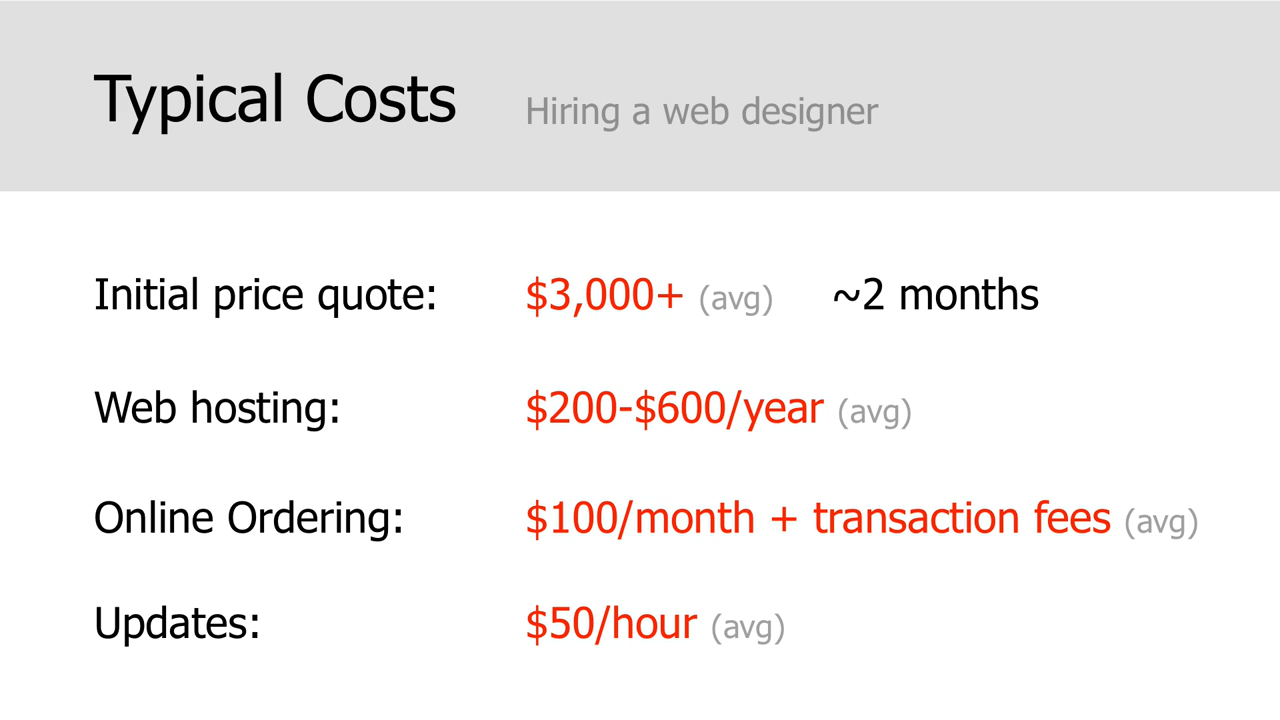 Typical Costs Hiring a web designer
Initial price quote: $3,000+ (avg) ~2 months
Web hosting: $200-$600/year (avg)
Online Ordering: $100/month + transaction fees (avg)
Updates: $50/hour (avg)